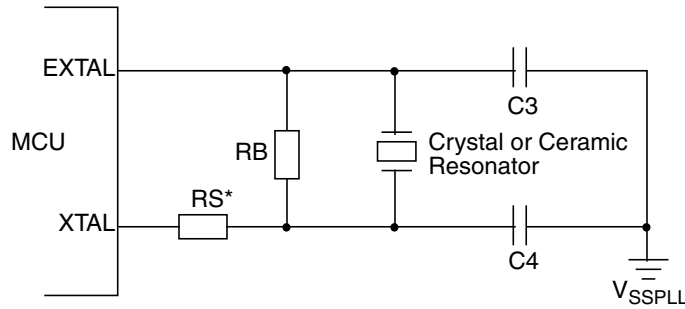 EXTAL
C3
MCU
RB
Crystal or Ceramic
Resonator
RS*
XTAL
C4
VSSPLL